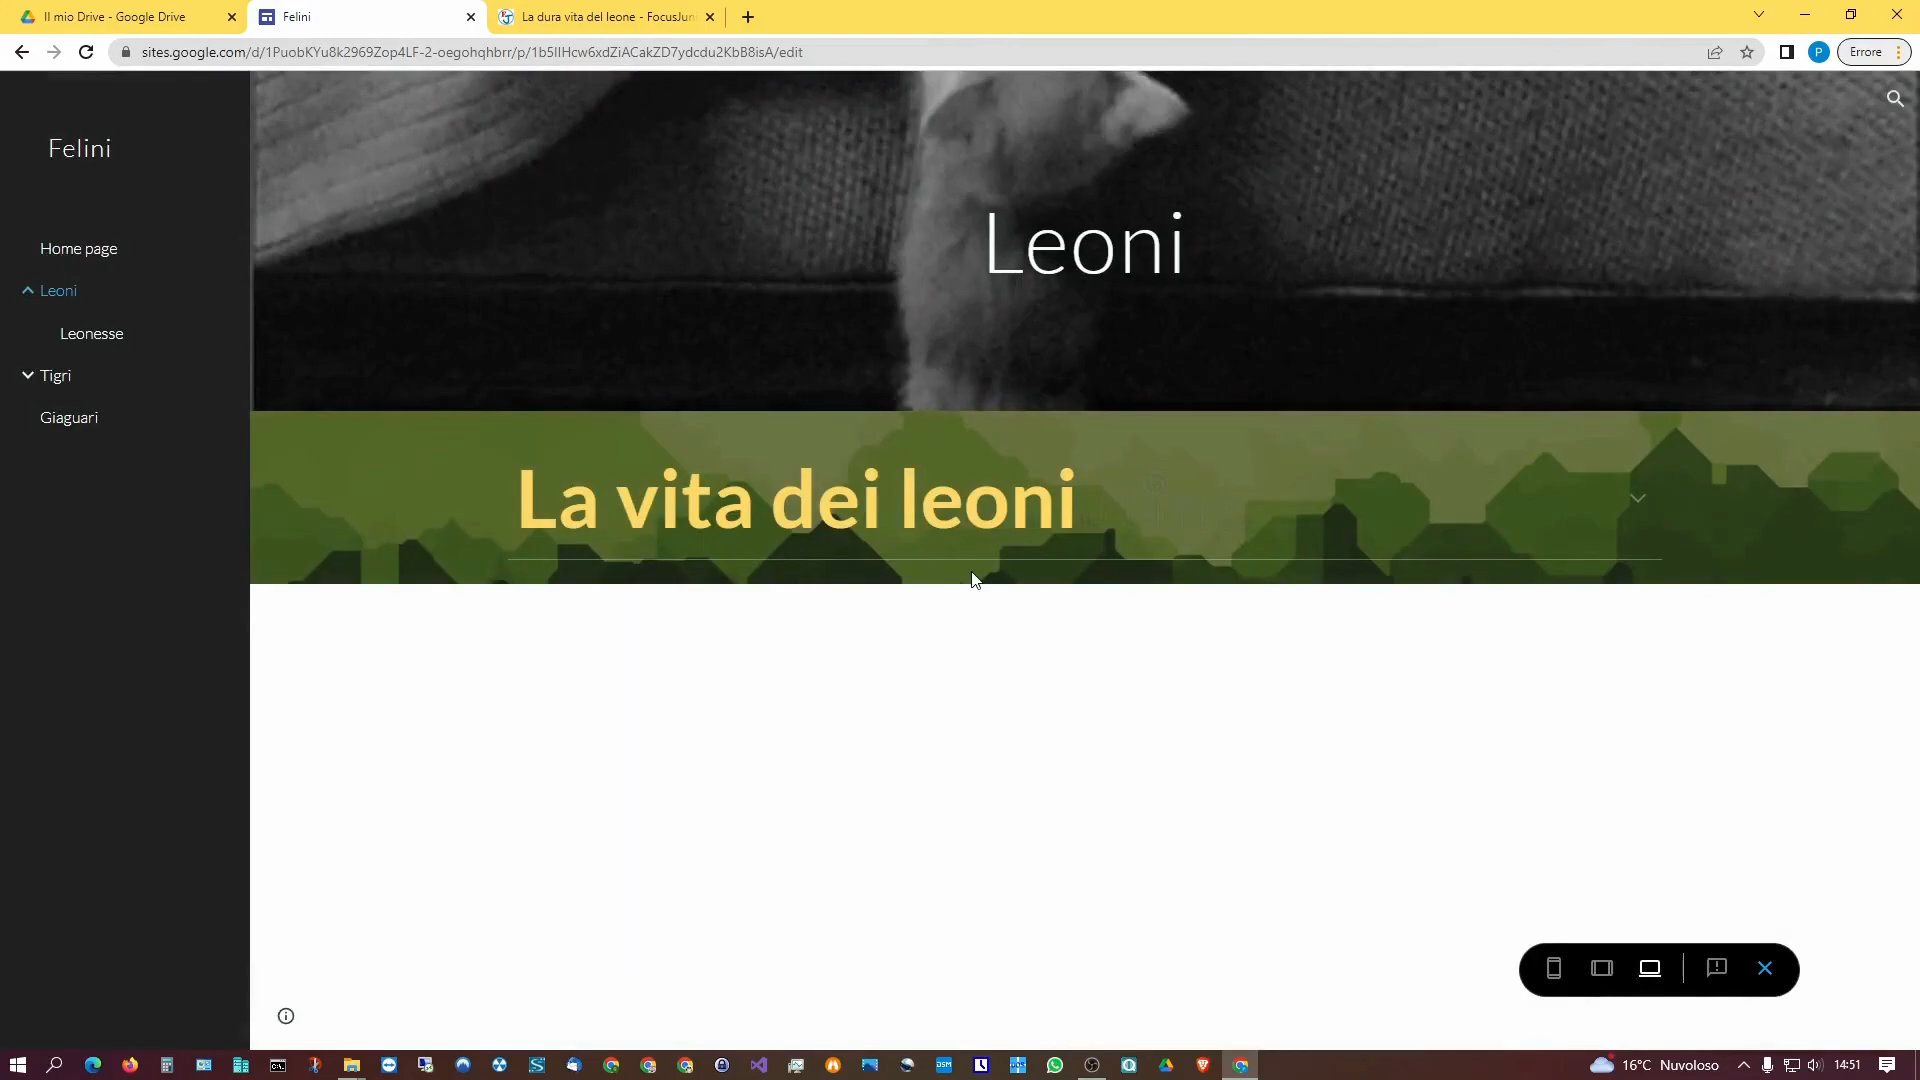 Il mio Drive - Google Drive
Felini
La dura vita del leone - FocusJun
sites.google.com/d/1PuobKYu8k2969Zop4LF-2-oegohqhbrr/p/1b5IlHcw6xdZiACakZD7ydcdu2KbB8isA/edit
P
Errore
Felini
Home page
Leoni
Leonesse
Tigri
Giaguari
Leoni
La vita dei leoni
16°C Nuvoloso
14:51